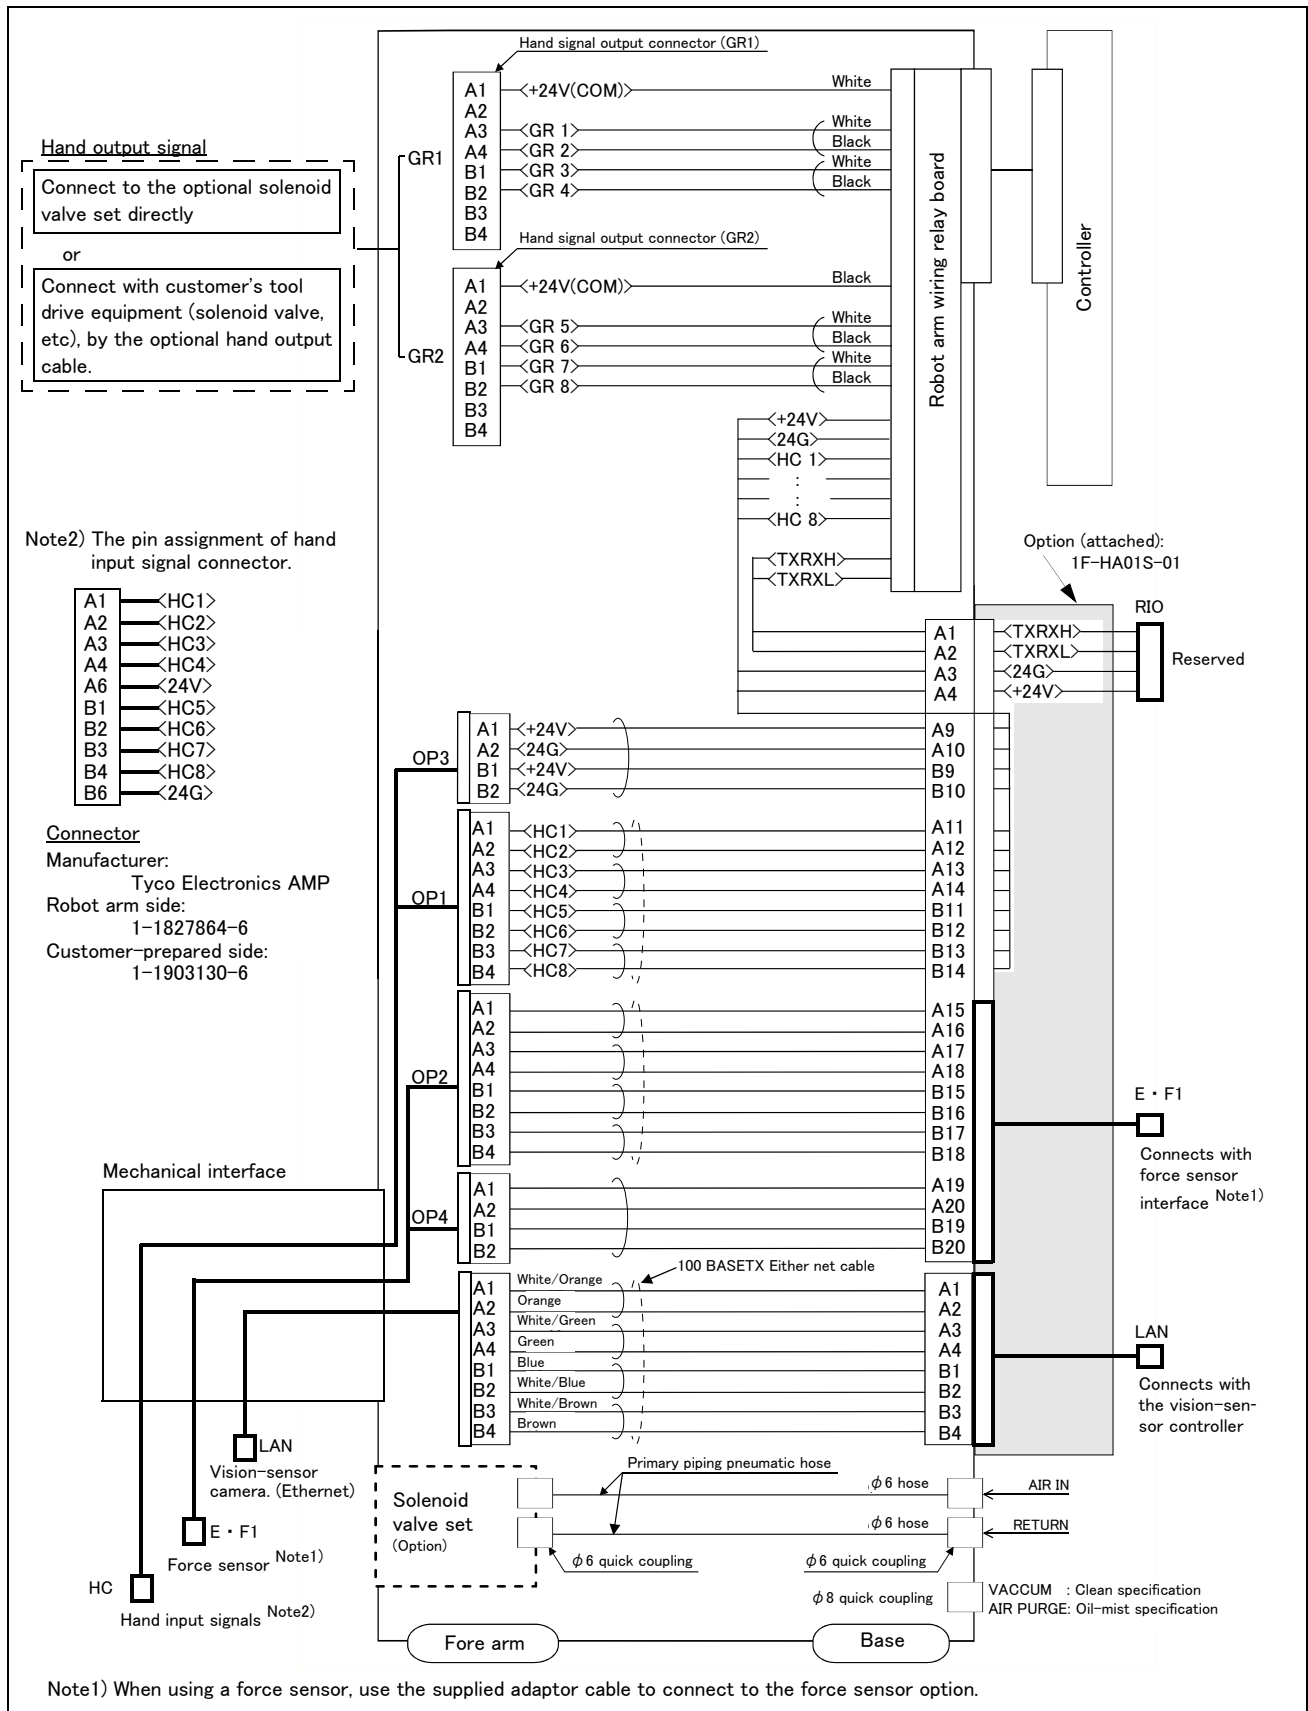 Hand signal output connector (GR1)
A1 <+24V(COM)> White
A2
A3 <GR 1> White
A4 <GR 2> Black
B1 <GR 3> White
B2 <GR 4> Black
B3
B4
GR1
Hand output signal
Connect to the optional solenoid
valve set directly
or
Connect with customer's tool
drive equipment (solenoid valve,
etc), by the optional hand output
cable.
Hand signal output connector (GR2)
A1 <+24V(COM)> Black
A2
A3 <GR 5> White
A4 <GR 6> Black
B1 <GR 7> White
B2 <GR 8> Black
B3
B4
GR2
Robot arm wiring relay board
Controller
<+24V>
<24G>
<HC 1>
:
:
<HC 8>
<TXRXH>
<TXRXL>
Note2) The pin assignment of hand
input signal connector.
A1 <HC1>
A2 <HC2>
A3 <HC3>
A4 <HC4>
A6 <24V>
B1 <HC5>
B2 <HC6>
B3 <HC7>
B4 <HC8>
B6 <24G>
Connector
Manufacturer:
Tyco Electronics AMP
Robot arm side:
1-1827864-6
Customer-prepared side:
1-1903130-6
Option (attached):
1F-HA01S-01
RIO
A1 <TXRXH>
A2 <TXRXL>
A3 <24G>
A4 <+24V>
Reserved
OP3
A1 <+24V> A9
A2 <24G> A10
B1 <+24V> B9
B2 <24G> B10
OP1
A1 <HC1> A11
A2 <HC2> A12
A3 <HC3> A13
A4 <HC4> A14
B1 <HC5> B11
B2 <HC6> B12
B3 <HC7> B13
B4 <HC8> B14
OP2
A1 A15
A2 A16
A3 A17
A4 A18
B1 B15
B2 B16
B3 B17
B4 B18
E・F1
Connects with
force sensor
interface Note1)
OP4
A1 A19
A2 A20
B1 B19
B2 B20
Mechanical interface
100 BASETX Either net cable
A1 White/Orange A1
A2 Orange A2
A3 White/Green A3
A4 Green A4
B1 Blue B1
B2 White/Blue B2
B3 White/Brown B3
B4 Brown B4
LAN
Connects with
the vision-sen-
sor controller
LAN
Vision-sensor
camera. (Ethernet)
E・F1
Force sensor Note1)
HC
Hand input signals Note2)
Solenoid
valve set
(Option)
Primary piping pneumatic hose
φ6 hose
AIR IN
φ6 hose
RETURN
φ6 quick coupling
φ6 quick coupling
φ8 quick coupling
VACCUM : Clean specification
AIR PURGE: Oil-mist specification
Fore arm
Base
Note1) When using a force sensor, use the supplied adaptor cable to connect to the force sensor option.